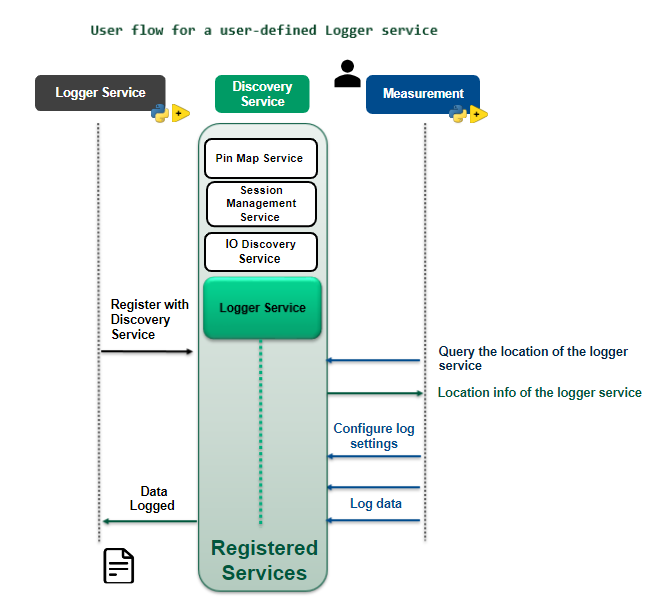 User flow for a user-defined Logger service
Logger Service
Discovery
Service
Measurement
Pin Map Service
Session
Management
Service
IO Discovery
Service
Logger Service
Register with
Discovery
Service
Query the location of the logger
service
Location info of the logger service
Configure log
settings
Data
Logged
Log data
Registered
Services